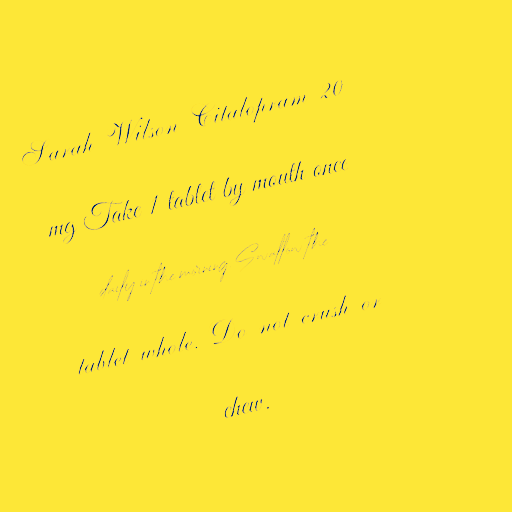 Sarah Wilson Citalopram 20
mg Take 1 tablet by mouth once
daily in the morning Swallow the
tablet whole. Do not crush or
chew.